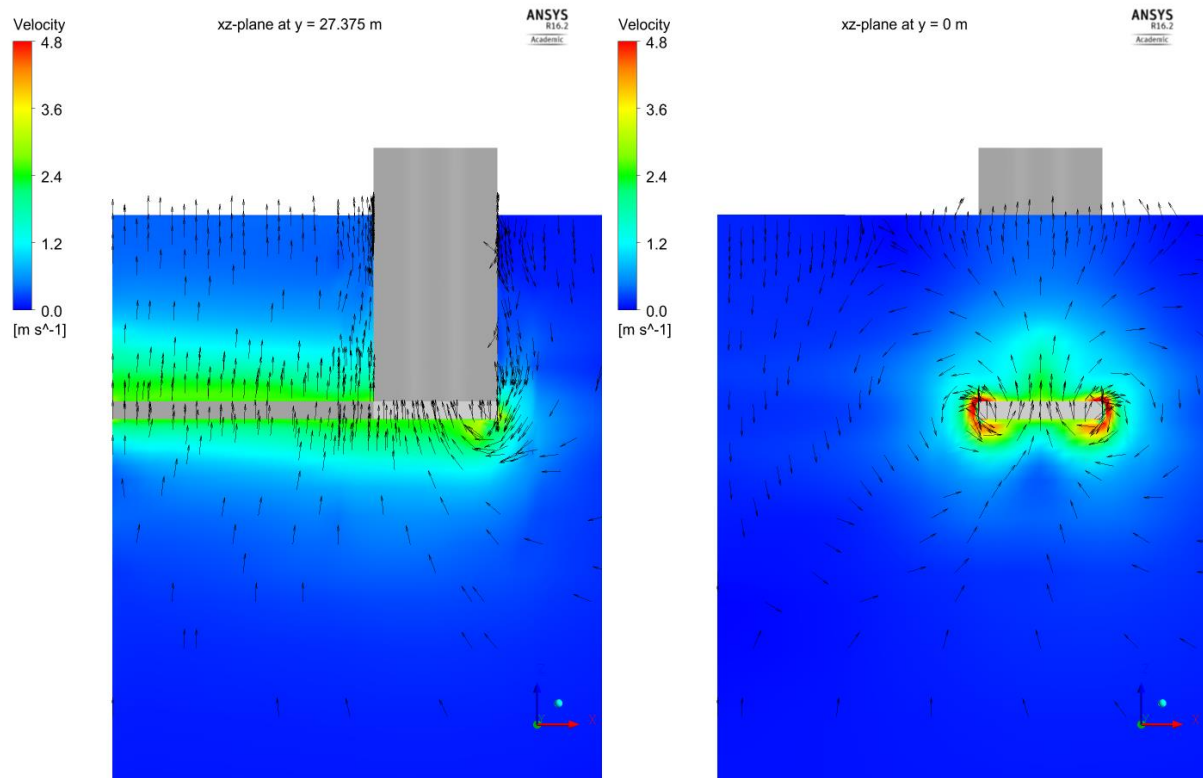 Velocity
xz-plane at y = 27.375 m
ANSYS
R16.2
Academic
4.8
3.6
2.4
1.2
0.0
[m s^-1]
X
Velocity
xz-plane at y = 0 m
ANSYS
R16.2
Academic
4.8
3.6
2.4
1.2
0.0
[m s^-1]
X